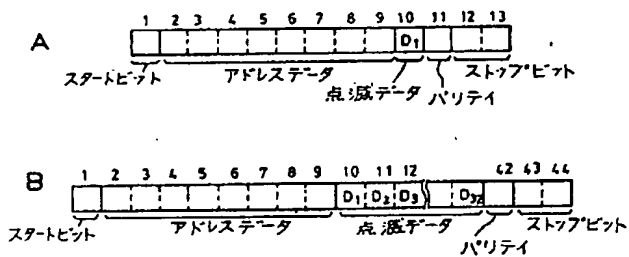 1 2 3 4 5 6 7 8 9 10 11 12 13
A D1
スタートビット アドレスデータ 点滅データ パリティ ストップビット
1 2 3 4 5 6 7 8 9 10 11 12 42 43 44
B D1 D2 D3 D32
スタートビット アドレスデータ 点滅データ パリティ ストップビット